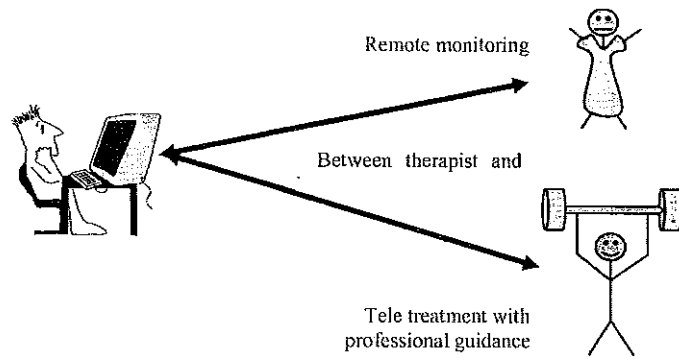 Remote monitoring
Between therapist and
Tele treatment with
professional guidance